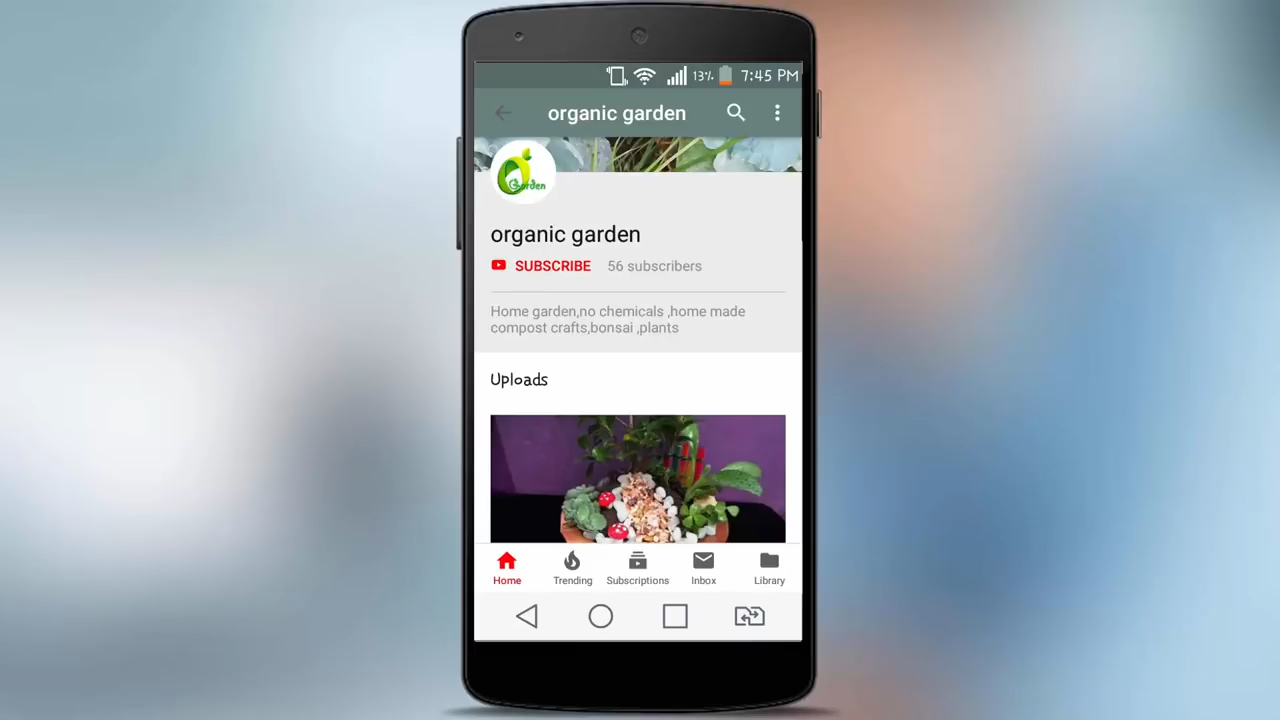 13% 7:45 PM
organic garden
Garden
organic garden
SUBSCRIBE 56 subscribers
Home garden,no chemicals ,home made
compost crafts,bonsai ,plants
Uploads
Home Trending Subscriptions Inbox Library